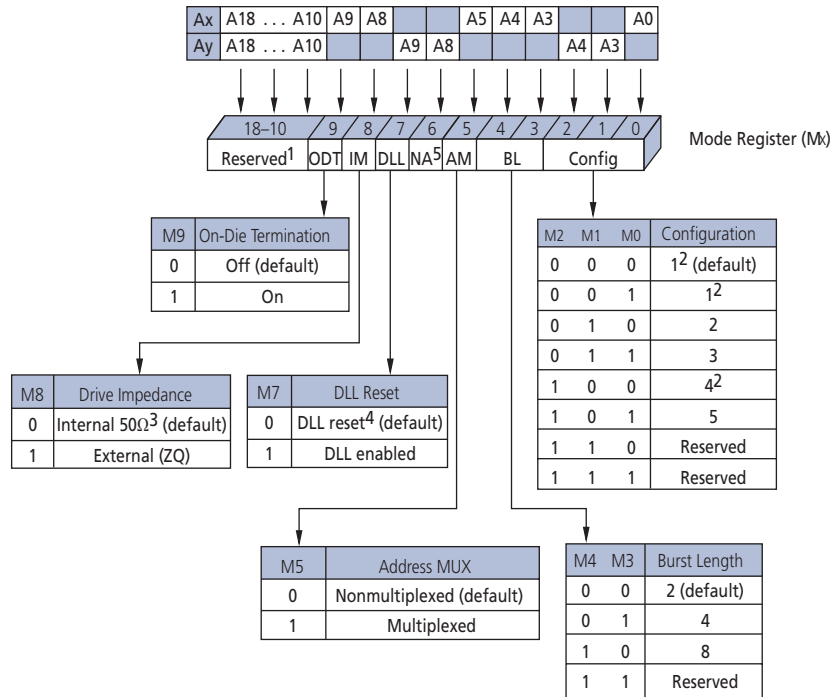 Ax A18 ... A10 A9 A8 A5 A4 A3 A0
Ay A18 ... A10 A9 A8 A4 A3
18–10 9 8 7 6 5 4 3 2 1 0
Reserved1 ODT IM DLL NA5 AM BL Config
Mode Register (Mx)
M9 On-Die Termination
0 Off (default)
1 On
M2 M1 M0 Configuration
0 0 0 12 (default)
0 0 1 12
0 1 0 2
0 1 1 3
1 0 0 42
1 0 1 5
1 1 0 Reserved
1 1 1 Reserved
M8 Drive Impedance
0 Internal 50Ω3 (default)
1 External (ZQ)
M7 DLL Reset
0 DLL reset4 (default)
1 DLL enabled
M5 Address MUX
0 Nonmultiplexed (default)
1 Multiplexed
M4 M3 Burst Length
0 0 2 (default)
0 1 4
1 0 8
1 1 Reserved